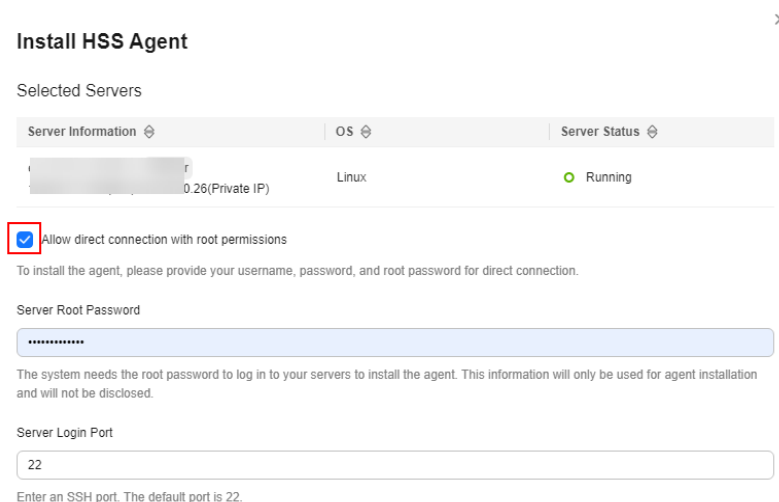 Install HSS Agent
Selected Servers
Server Information OS Server Status
0.26(Private IP) Linux Running
Allow direct connection with root permissions
To install the agent, please provide your username, password, and root password for direct connection.
Server Root Password
•••••••••••••
The system needs the root password to log in to your servers to install the agent. This information will only be used for agent installation
and will not be disclosed.
Server Login Port
22
Enter an SSH port. The default port is 22.